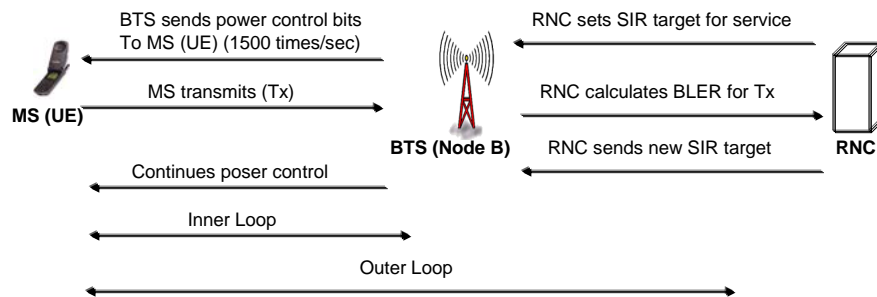 BTS sends power control bits
To MS (UE) (1500 times/sec)
RNC sets SIR target for service
MS transmits (Tx)
RNC calculates BLER for Tx
MS (UE)
BTS (Node B)
RNC sends new SIR target
RNC
Continues poser control
Inner Loop
Outer Loop